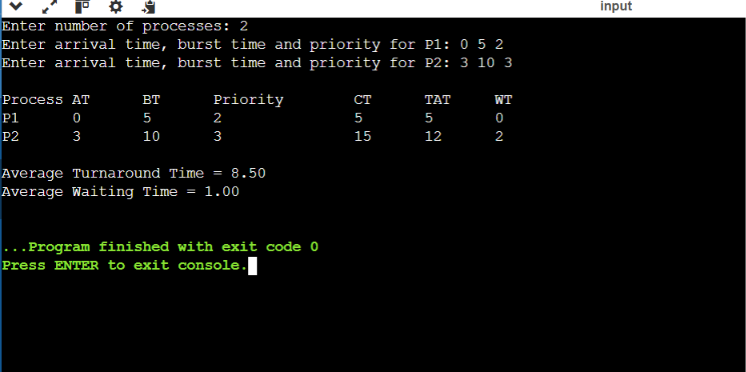 input
Enter number of processes: 2
Enter arrival time, burst time and priority for P1: 0 5 2
Enter arrival time, burst time and priority for P2: 3 10 3
Process AT BT Priority CT TAT WT
P1 0 5 2 5 5 0
P2 3 10 3 15 12 2
Average Turnaround Time = 8.50
Average Waiting Time = 1.00
...Program finished with exit code 0
Press ENTER to exit console.